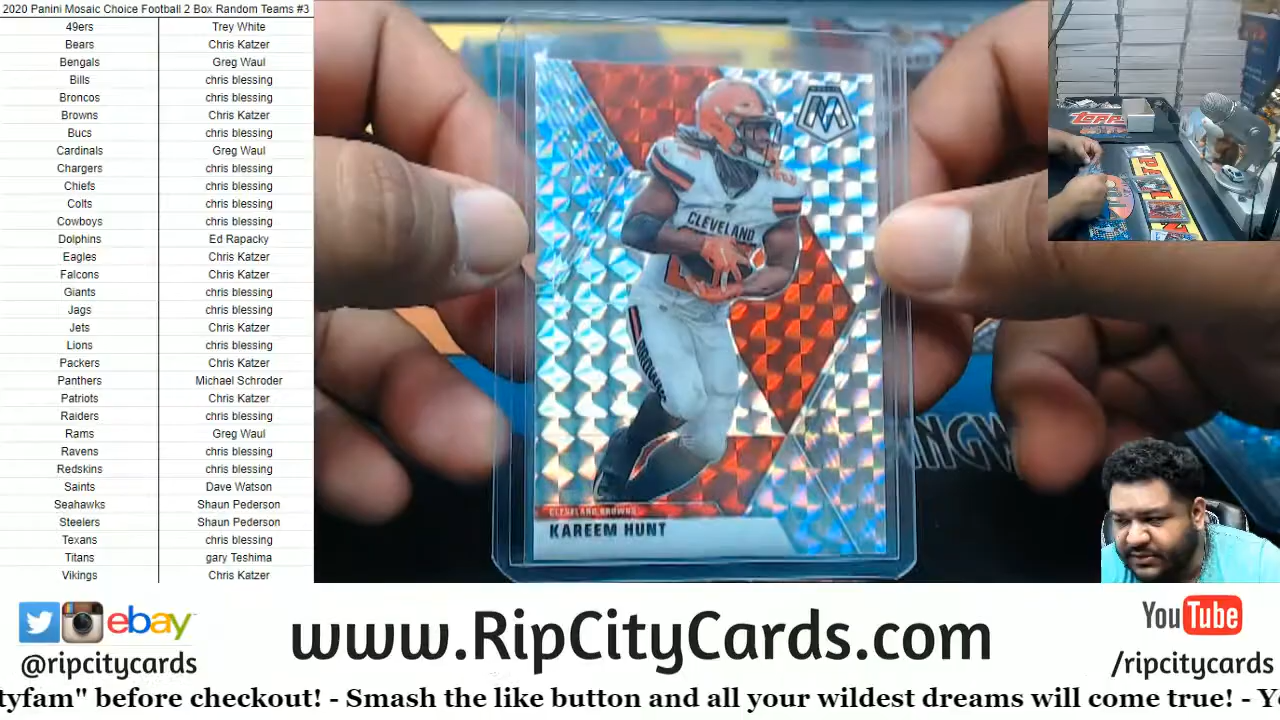 2020 Panini Mosaic Choice Football 2 Box Random Teams #3
49ers Trey White
Bears Chris Katzer
Bengals Greg Waul
Bills chris blessing
Broncos chris blessing
Browns Chris Katzer
Bucs chris blessing
Cardinals Greg Waul
Chargers chris blessing
Chiefs chris blessing
Colts chris blessing
Cowboys chris blessing
Dolphins Ed Rapacky
Eagles Chris Katzer
Falcons Chris Katzer
Giants chris blessing
Jags chris blessing
Jets Chris Katzer
Lions chris blessing
Packers Chris Katzer
Panthers Michael Schroder
Patriots Chris Katzer
Raiders chris blessing
Rams Greg Waul
Ravens chris blessing
Redskins chris blessing
Saints Dave Watson
Seahawks Shaun Pederson
Steelers Shaun Pederson
Texans chris blessing
Titans gary Teshima
Vikings Chris Katzer
MOSAIC
M
CLEVELAND
BROWNS
CLEVELAND BROWNS
KAREEM HUNT
TOPPS
ebay
@ripcitycards
www.RipCityCards.com
YouTube
/ripcitycards
tyfam" before checkout! - Smash the like button and all your wildest dreams will come true! - Yo